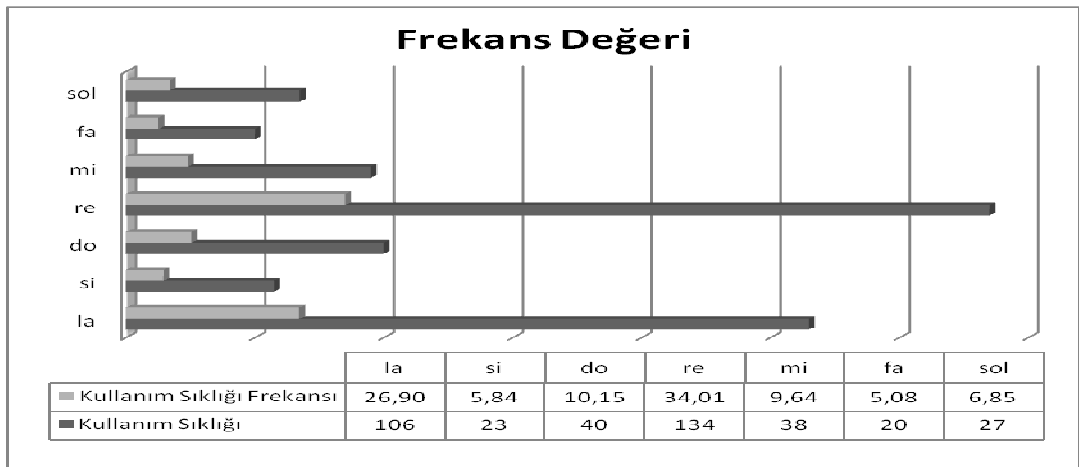 Frekans Değeri
sol
fa
mi
re
do
si
la
la si do re mi fa sol
Kullanım Sıklığı Frekansı 26,90 5,84 10,15 34,01 9,64 5,08 6,85
Kullanım Sıklığı 106 23 40 134 38 20 27